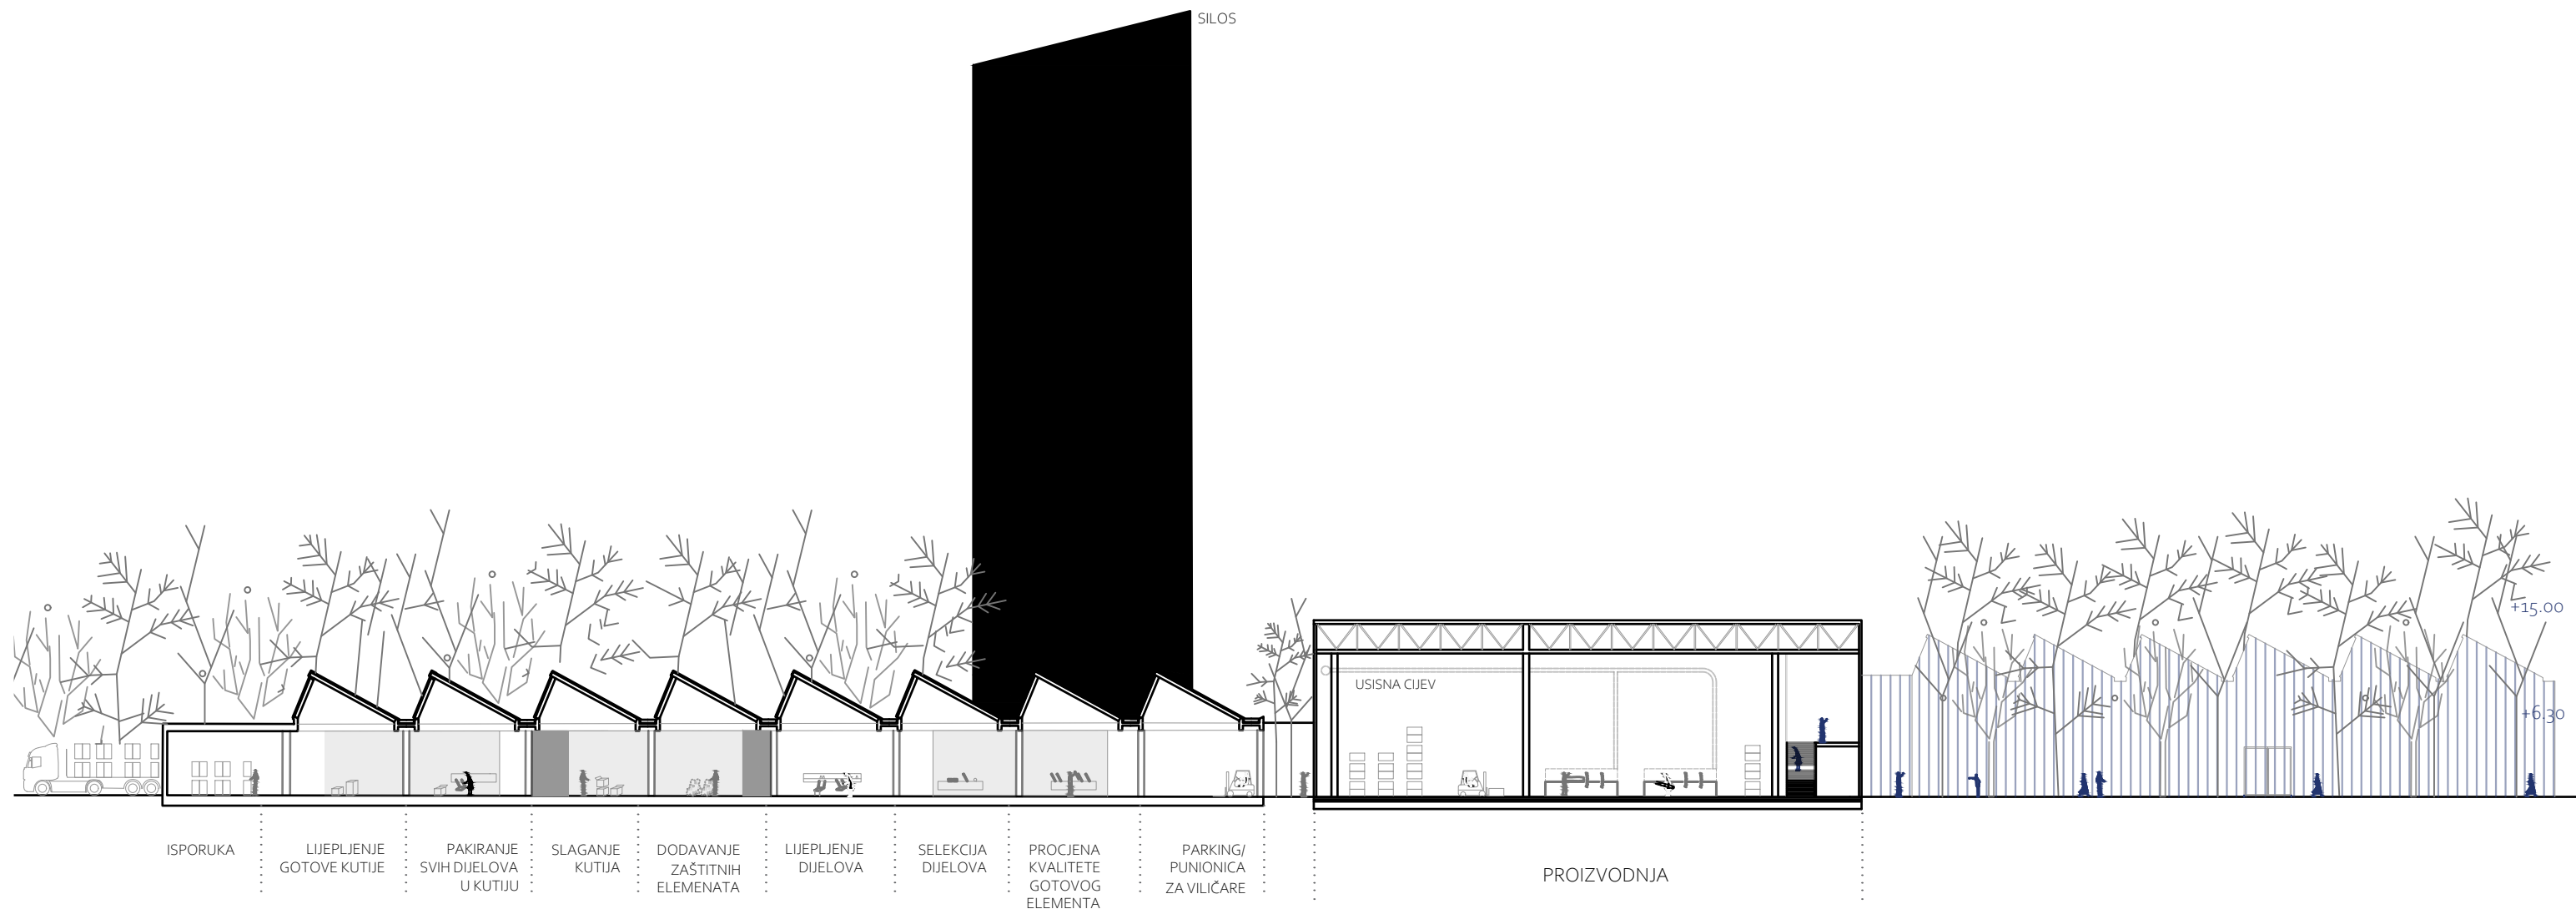 SILOS
+15.00
USISNA CIJEV
+6.30
ISPORUKA
LIJEPLJENJE
GOTOVE KUTIJE
PAKIRANJE
SVIH DIJELOVA
U KUTIJU
SLAGANJE
KUTIJA
DODAVANJE
ZAŠTITNIH
ELEMENATA
LIJEPLJENJE
DIJELOVA
SELEKCIJA
DIJELOVA
PROCJENA
KVALITETE
GOTOVOG
ELEMENTA
PARKING/
PUNIONICA
ZA VILIČARE
PROIZVODNJA